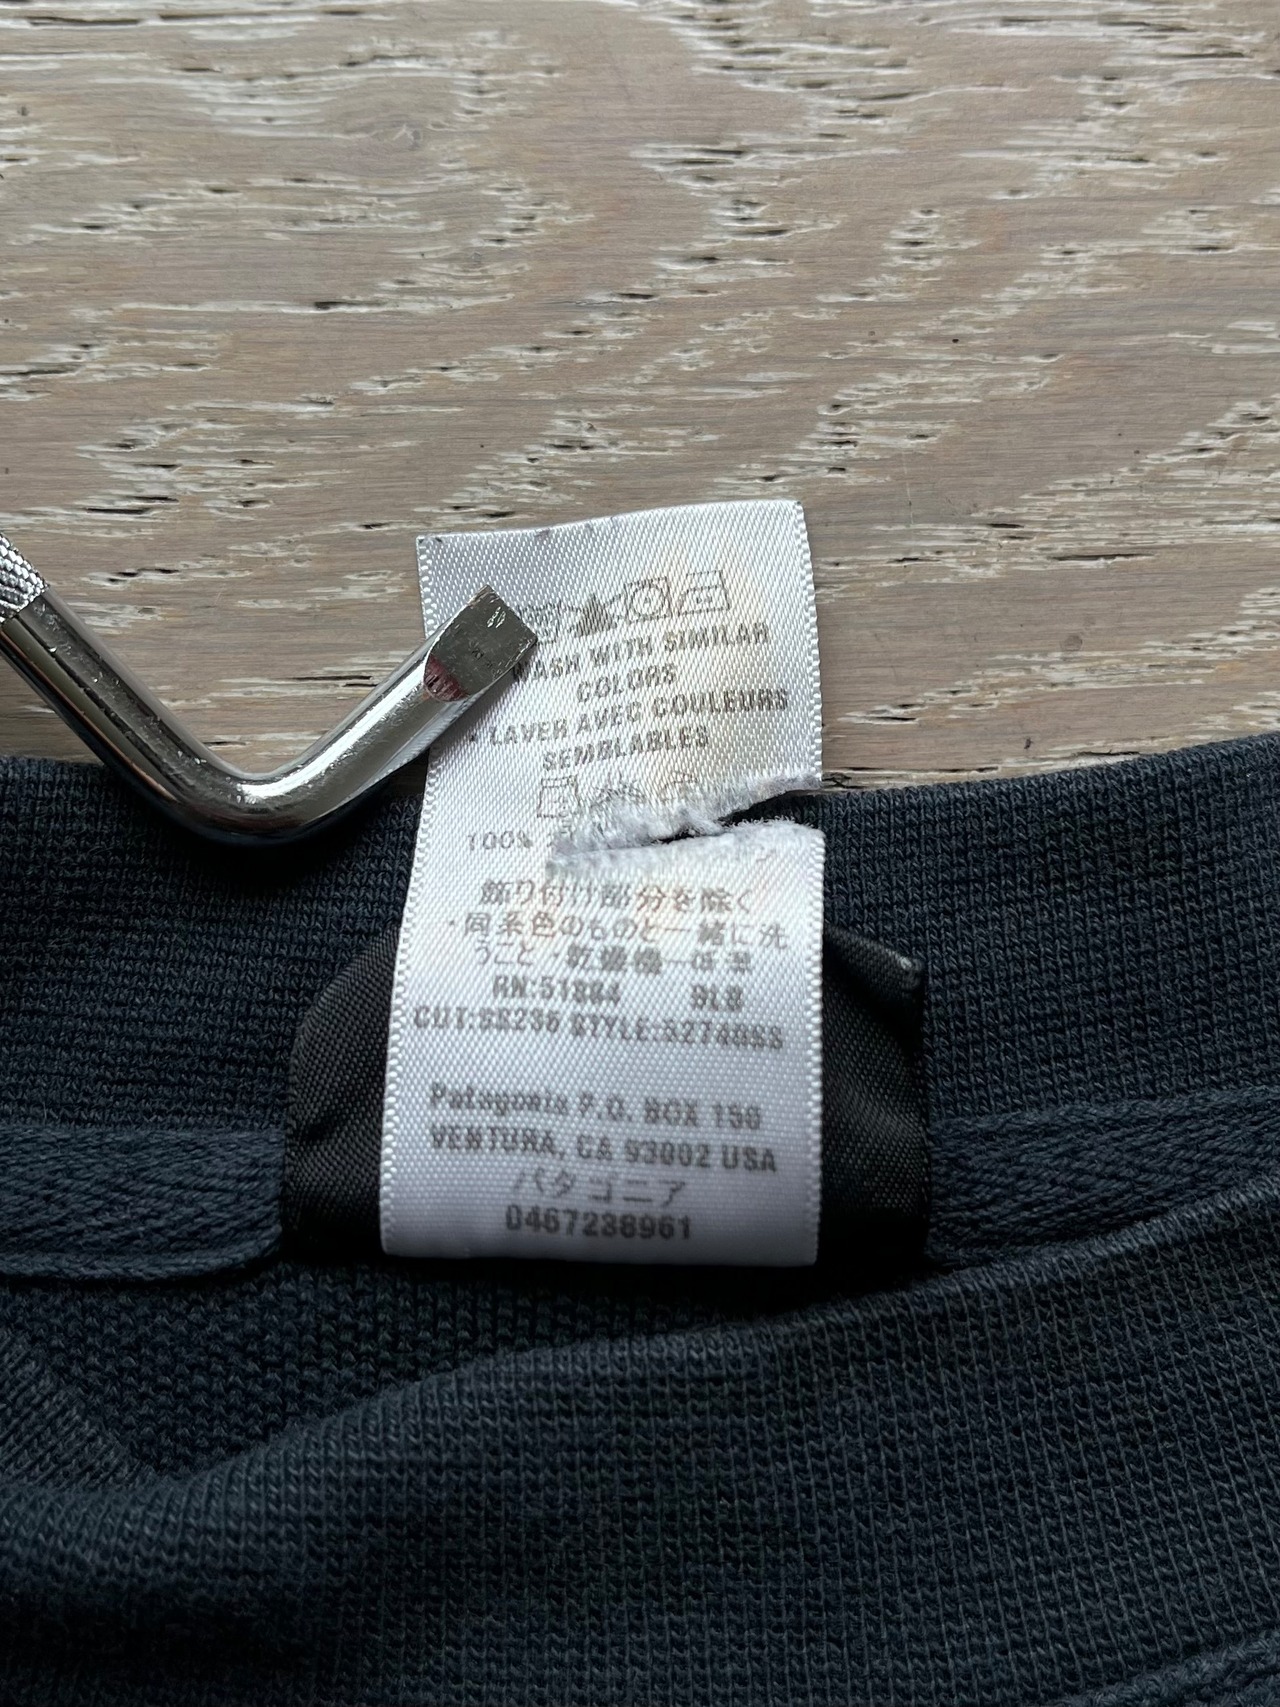 WASH WITH SIMILAR
COLORS
LAVER AVEC COULEURS
SEMBLABLES
100%
飾り付け部分を除く
・同系色のものと一緒に洗
うこと・乾燥機一低温
RN:51884
Patagonia P.O. BOX 150
VENTURA, CA 93002 USA
パタゴニア
0467238961